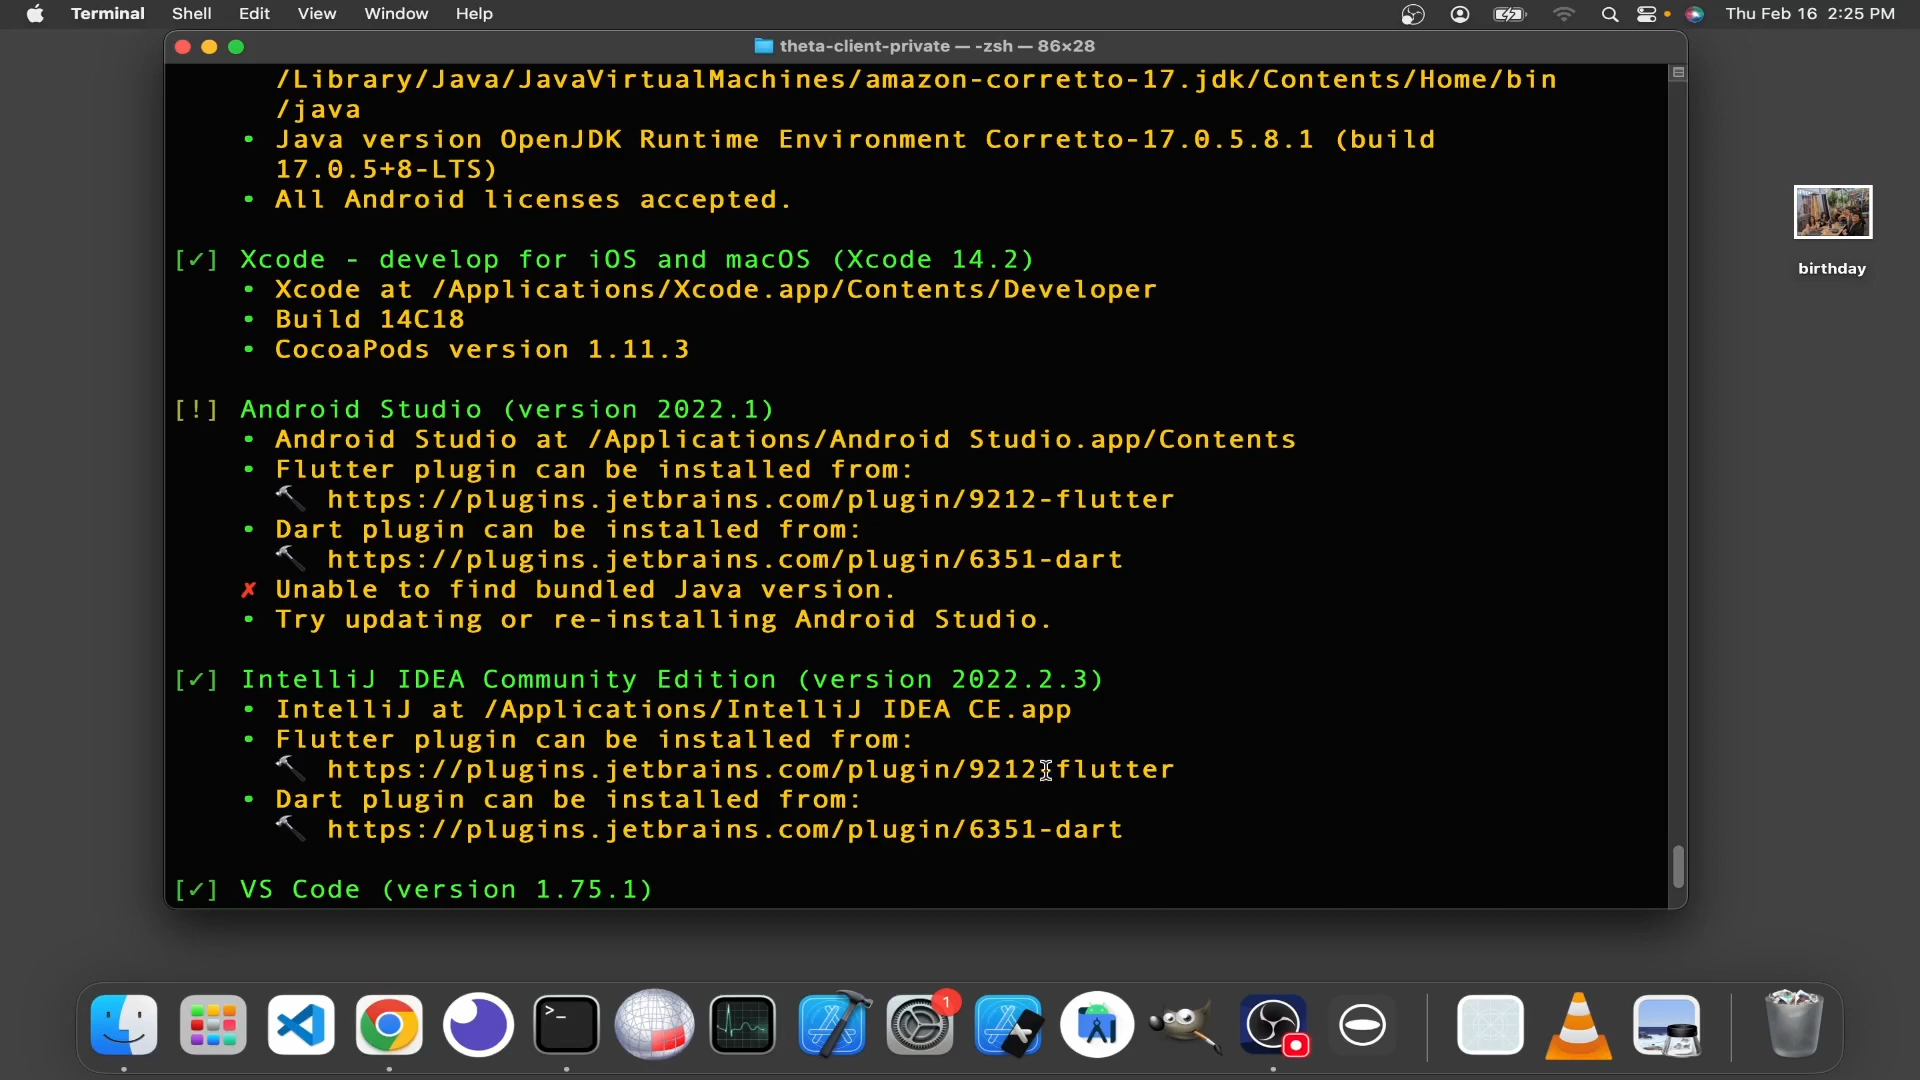 Terminal Shell Edit View Window Help Thu Feb 16 2:25 PM
theta-client-private — -zsh — 86×28
/Library/Java/JavaVirtualMachines/amazon-corretto-17.jdk/Contents/Home/bin
/java
• Java version OpenJDK Runtime Environment Corretto-17.0.5.8.1 (build
17.0.5+8-LTS)
• All Android licenses accepted.
[✓] Xcode - develop for iOS and macOS (Xcode 14.2)
• Xcode at /Applications/Xcode.app/Contents/Developer
• Build 14C18
• CocoaPods version 1.11.3
[!] Android Studio (version 2022.1)
• Android Studio at /Applications/Android Studio.app/Contents
• Flutter plugin can be installed from:
🔨 https://plugins.jetbrains.com/plugin/9212-flutter
• Dart plugin can be installed from:
🔨 https://plugins.jetbrains.com/plugin/6351-dart
✗ Unable to find bundled Java version.
• Try updating or re-installing Android Studio.
[✓] IntelliJ IDEA Community Edition (version 2022.2.3)
• IntelliJ at /Applications/IntelliJ IDEA CE.app
• Flutter plugin can be installed from:
🔨 https://plugins.jetbrains.com/plugin/9212-flutter
• Dart plugin can be installed from:
🔨 https://plugins.jetbrains.com/plugin/6351-dart
[✓] VS Code (version 1.75.1)
birthday
>_
1